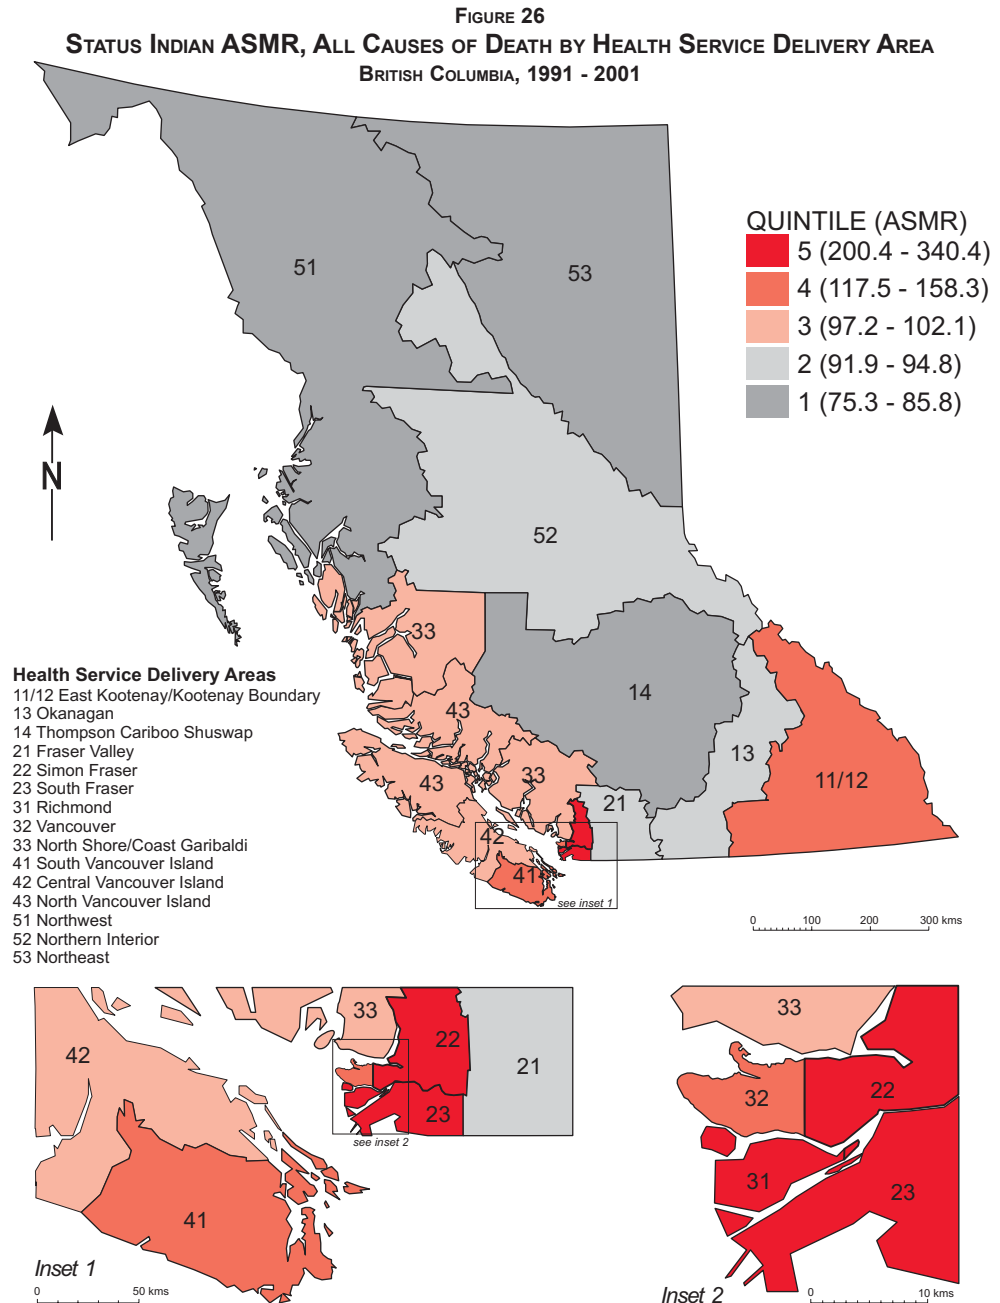 Figure 26
Status Indian ASMR, All Causes of Death by Health Service Delivery Area
British Columbia, 1991 - 2001
QUINTILE (ASMR)
5 (200.4 - 340.4)
4 (117.5 - 158.3)
3 (97.2 - 102.1)
2 (91.9 - 94.8)
1 (75.3 - 85.8)
51
53
N
52
33
14
43
13
33
43
11/12
21
42
41
see inset 1
0 100 200 300 kms
Health Service Delivery Areas
11/12 East Kootenay/Kootenay Boundary
13 Okanagan
14 Thompson Cariboo Shuswap
21 Fraser Valley
22 Simon Fraser
23 South Fraser
31 Richmond
32 Vancouver
33 North Shore/Coast Garibaldi
41 South Vancouver Island
42 Central Vancouver Island
43 North Vancouver Island
51 Northwest
52 Northern Interior
53 Northeast
33
42
22
21
23
see inset 2
41
Inset 1
0 50 kms
33
22
32
31
23
Inset 2
0 10 kms